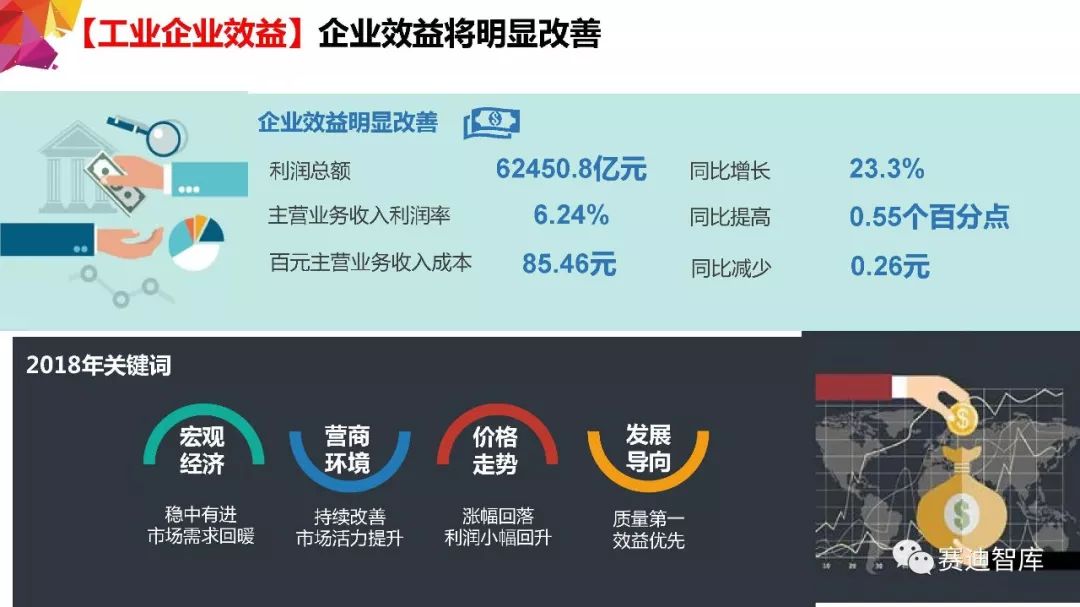 【工业企业效益】企业效益将明显改善
企业效益明显改善
利润总额 62450.8亿元 同比增长 23.3%
主营业务收入利润率 6.24% 同比提高 0.55个百分点
百元主营业务收入成本 85.46元 同比减少 0.26元
2018年关键词
宏观
经济
稳中有进
市场需求回暖
营商
环境
持续改善
市场活力提升
价格
走势
涨幅回落
利润小幅回升
发展
导向
质量第一
效益优先
10 20 30
赛迪智库